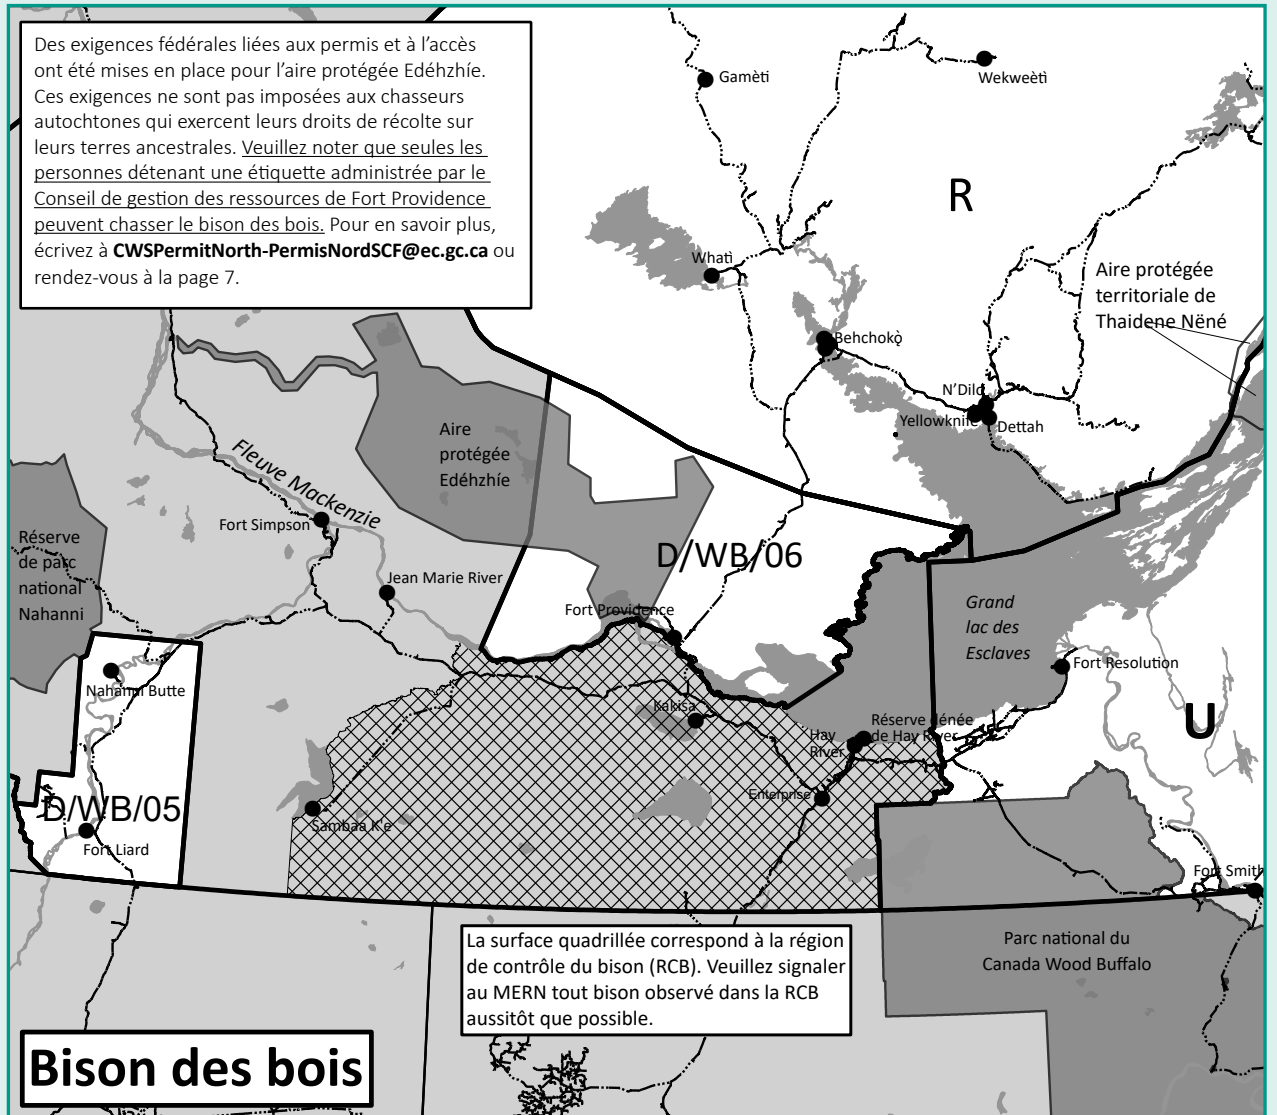 Des exigences fédérales liées aux permis et à l’accès
ont été mises en place pour l’aire protégée Edéhzhíe.
Ces exigences ne sont pas imposées aux chasseurs
autochtones qui exercent leurs droits de récolte sur
leurs terres ancestrales. Veuillez noter que seules les
personnes détenant une étiquette administrée par le
Conseil de gestion des ressources de Fort Providence
peuvent chasser le bison des bois. Pour en savoir plus,
écrivez à CWSPermitNorth-PermisNordSCF@ec.gc.ca ou
rendez-vous à la page 7.
Gamètì
Wekweètì
R
Whatì
Aire protégée
territoriale de
Thaidene Nëné
Behchokǫ̀
N’Dilo
Yellowknife
Dettah
Aire
protégée
Edéhzhíe
Fleuve Mackenzie
Fort Simpson
Réserve
de parc
national
Nahanni
Jean Marie River
D/WB/06
Fort Providence
Grand
lac des
Esclaves
Fort Resolution
Nahanni Butte
Kakisa
Réserve dénée
de Hay River
Hay
River
U
Enterprise
D/WB/05
Sambaa K'e
Fort Liard
Fort Smith
La surface quadrillée correspond à la région
de contrôle du bison (RCB). Veuillez signaler
au MERN tout bison observé dans la RCB
aussitôt que possible.
Parc national du
Canada Wood Buffalo
Bison des bois